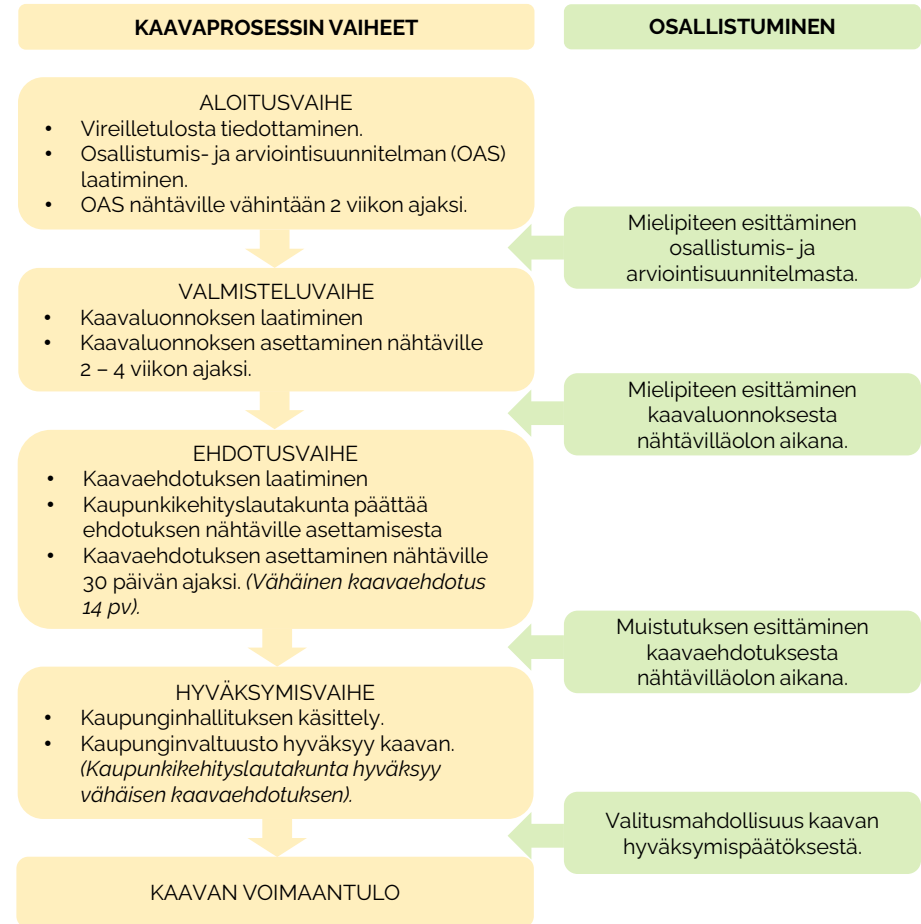 KAAVAPROSESSIN VAIHEET
OSALLISTUMINEN
ALOITUSVAIHE
• Vireilletulosta tiedottaminen.
• Osallistumis- ja arviointisuunnitelman (OAS)
laatiminen.
• OAS nähtäville vähintään 2 viikon ajaksi.
Mielipiteen esittäminen
osallistumis- ja
arviointisuunnitelmasta.
VALMISTELUVAIHE
• Kaavaluonnoksen laatiminen
• Kaavaluonnoksen asettaminen nähtäville
2 – 4 viikon ajaksi.
Mielipiteen esittäminen
kaavaluonnoksesta
nähtävilläolon aikana.
EHDOTUSVAIHE
• Kaavaehdotuksen laatiminen
• Kaupunkikehityslautakunta päättää
ehdotuksen nähtäville asettamisesta
• Kaavaehdotuksen asettaminen nähtäville
30 päivän ajaksi. (Vähäinen kaavaehdotus
14 pv).
Muistutuksen esittäminen
kaavaehdotuksesta
nähtävilläolon aikana.
HYVÄKSYMISVAIHE
• Kaupunginhallituksen käsittely.
• Kaupunginvaltuusto hyväksyy kaavan.
(Kaupunkikehityslautakunta hyväksyy
vähäisen kaavaehdotuksen).
Valitusmahdollisuus kaavan
hyväksymispäätöksestä.
KAAVAN VOIMAANTULO